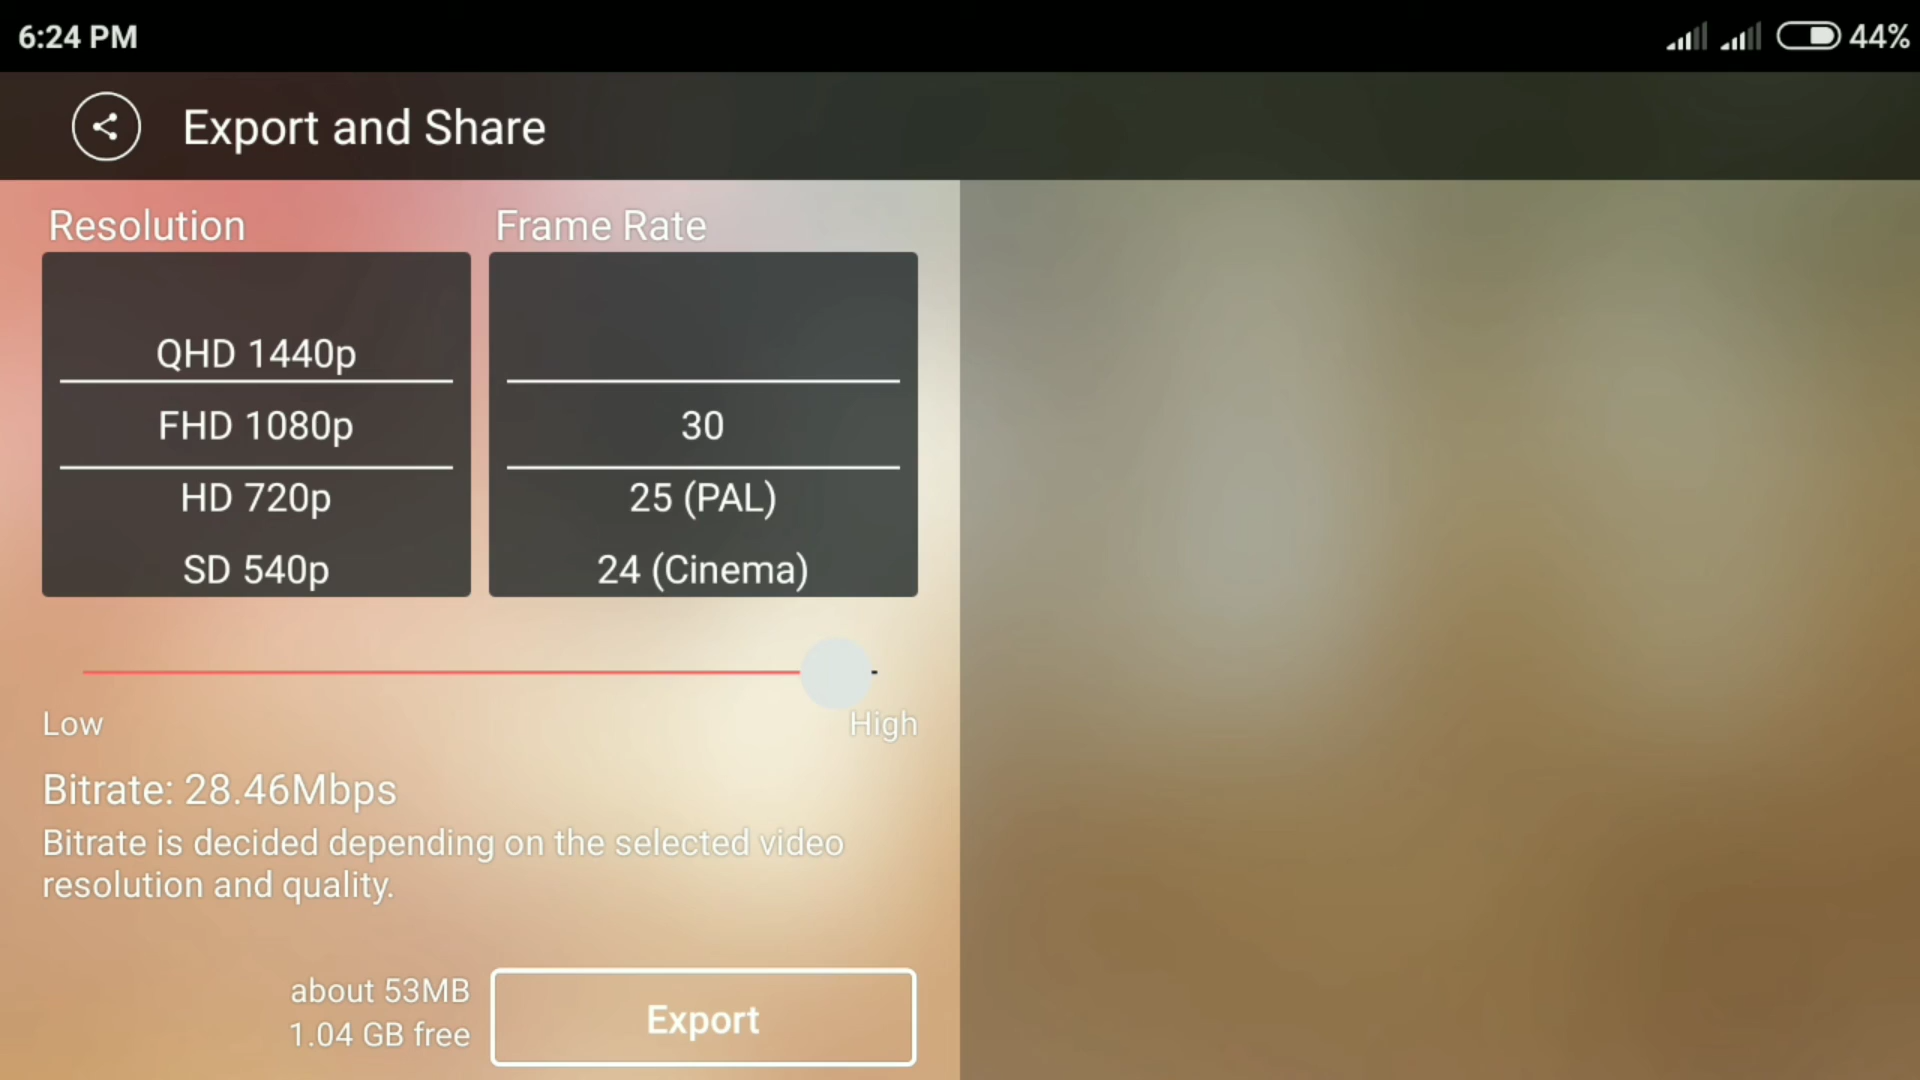 6:24 PM
44%
Export and Share
Resolution
Frame Rate
QHD 1440p
FHD 1080p
HD 720p
SD 540p
30
25 (PAL)
24 (Cinema)
Low
High
Bitrate: 28.46Mbps
Bitrate is decided depending on the selected video
resolution and quality.
about 53MB
1.04 GB free
Export